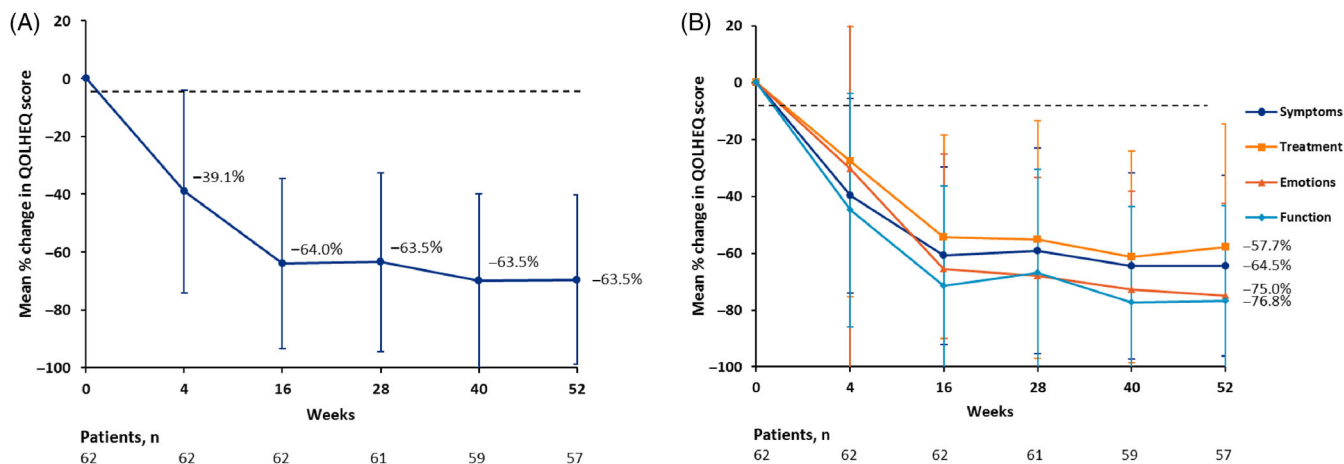 (A)
Mean % change in QOLHEQ score
20
0
−20
−40
−60
−80
−100
−39.1%
−64.0%
−63.5%
−63.5%
−63.5%
0 4 16 28 40 52
Weeks
Patients, n
62 62 62 61 59 57
(B)
Mean % change in QOLHEQ score
20
0
−20
−40
−60
−80
−100
Symptoms
Treatment
Emotions
Function
−57.7%
−64.5%
−75.0%
−76.8%
0 4 16 28 40 52
Weeks
Patients, n
62 62 62 61 59 57